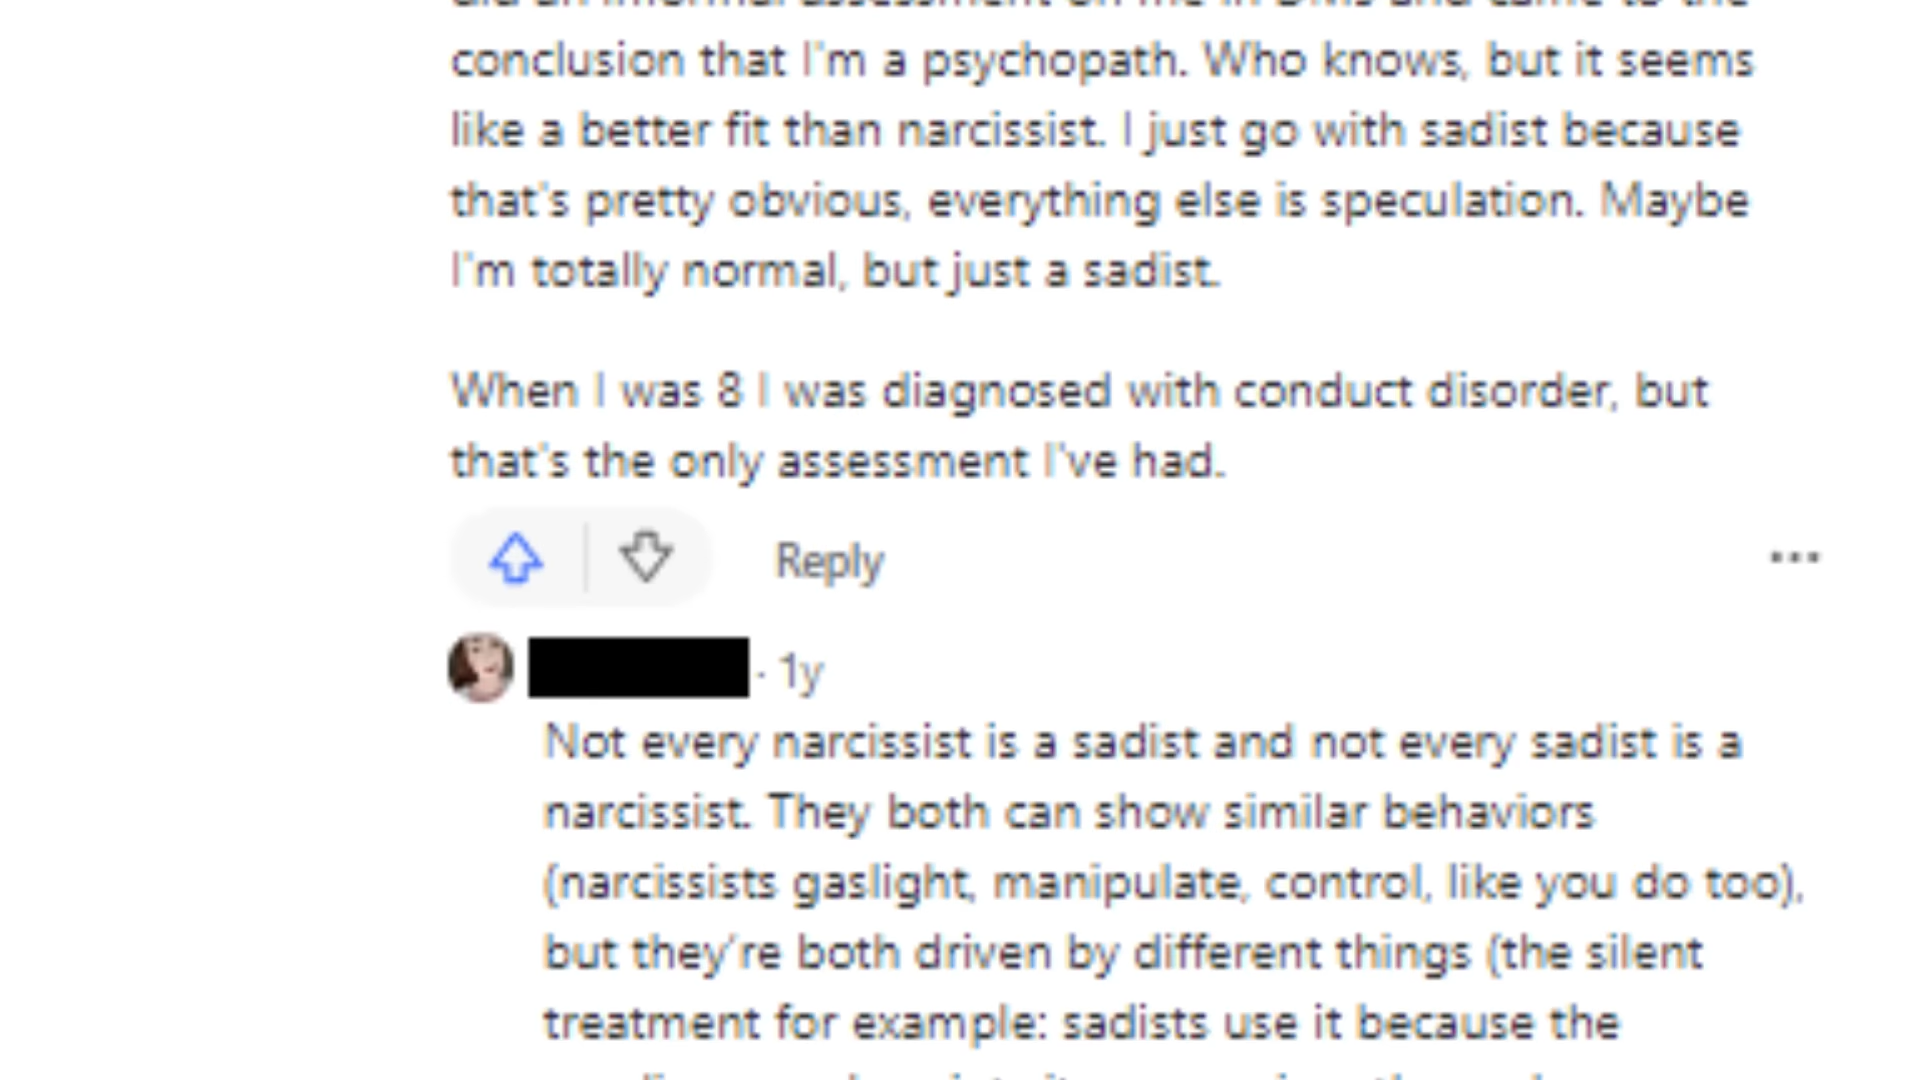 conclusion that I'm a psychopath. Who knows, but it seems
like a better fit than narcissist. I just go with sadist because
that's pretty obvious, everything else is speculation. Maybe
I'm totally normal, but just a sadist.
When I was 8 I was diagnosed with conduct disorder, but
that's the only assessment I've had.
Reply
· 1y
Not every narcissist is a sadist and not every sadist is a
narcissist. They both can show similar behaviors
(narcissists gaslight, manipulate, control, like you do too),
but they're both driven by different things (the silent
treatment for example: sadists use it because the